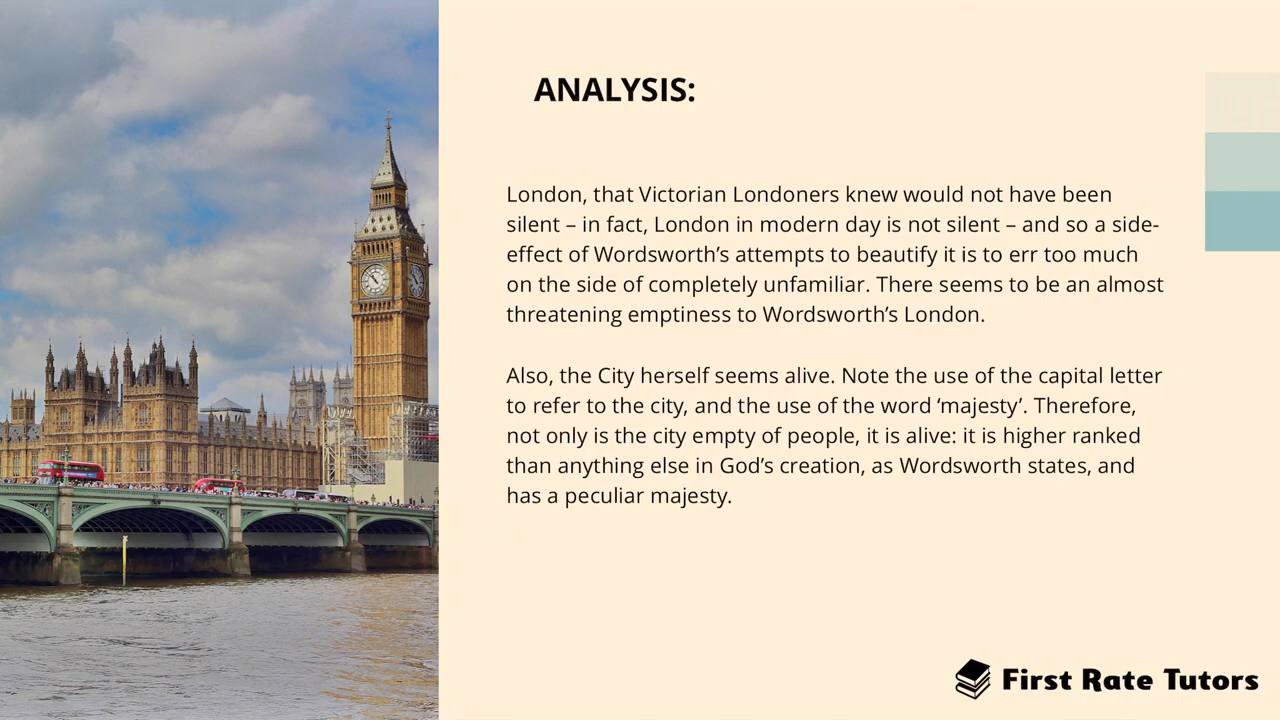 ANALYSIS:
London, that Victorian Londoners knew would not have been
silent – in fact, London in modern day is not silent – and so a side-
effect of Wordsworth’s attempts to beautify it is to err too much
on the side of completely unfamiliar. There seems to be an almost
threatening emptiness to Wordsworth’s London.
Also, the City herself seems alive. Note the use of the capital letter
to refer to the city, and the use of the word ‘majesty’. Therefore,
not only is the city empty of people, it is alive: it is higher ranked
than anything else in God’s creation, as Wordsworth states, and
has a peculiar majesty.
First Rate Tutors